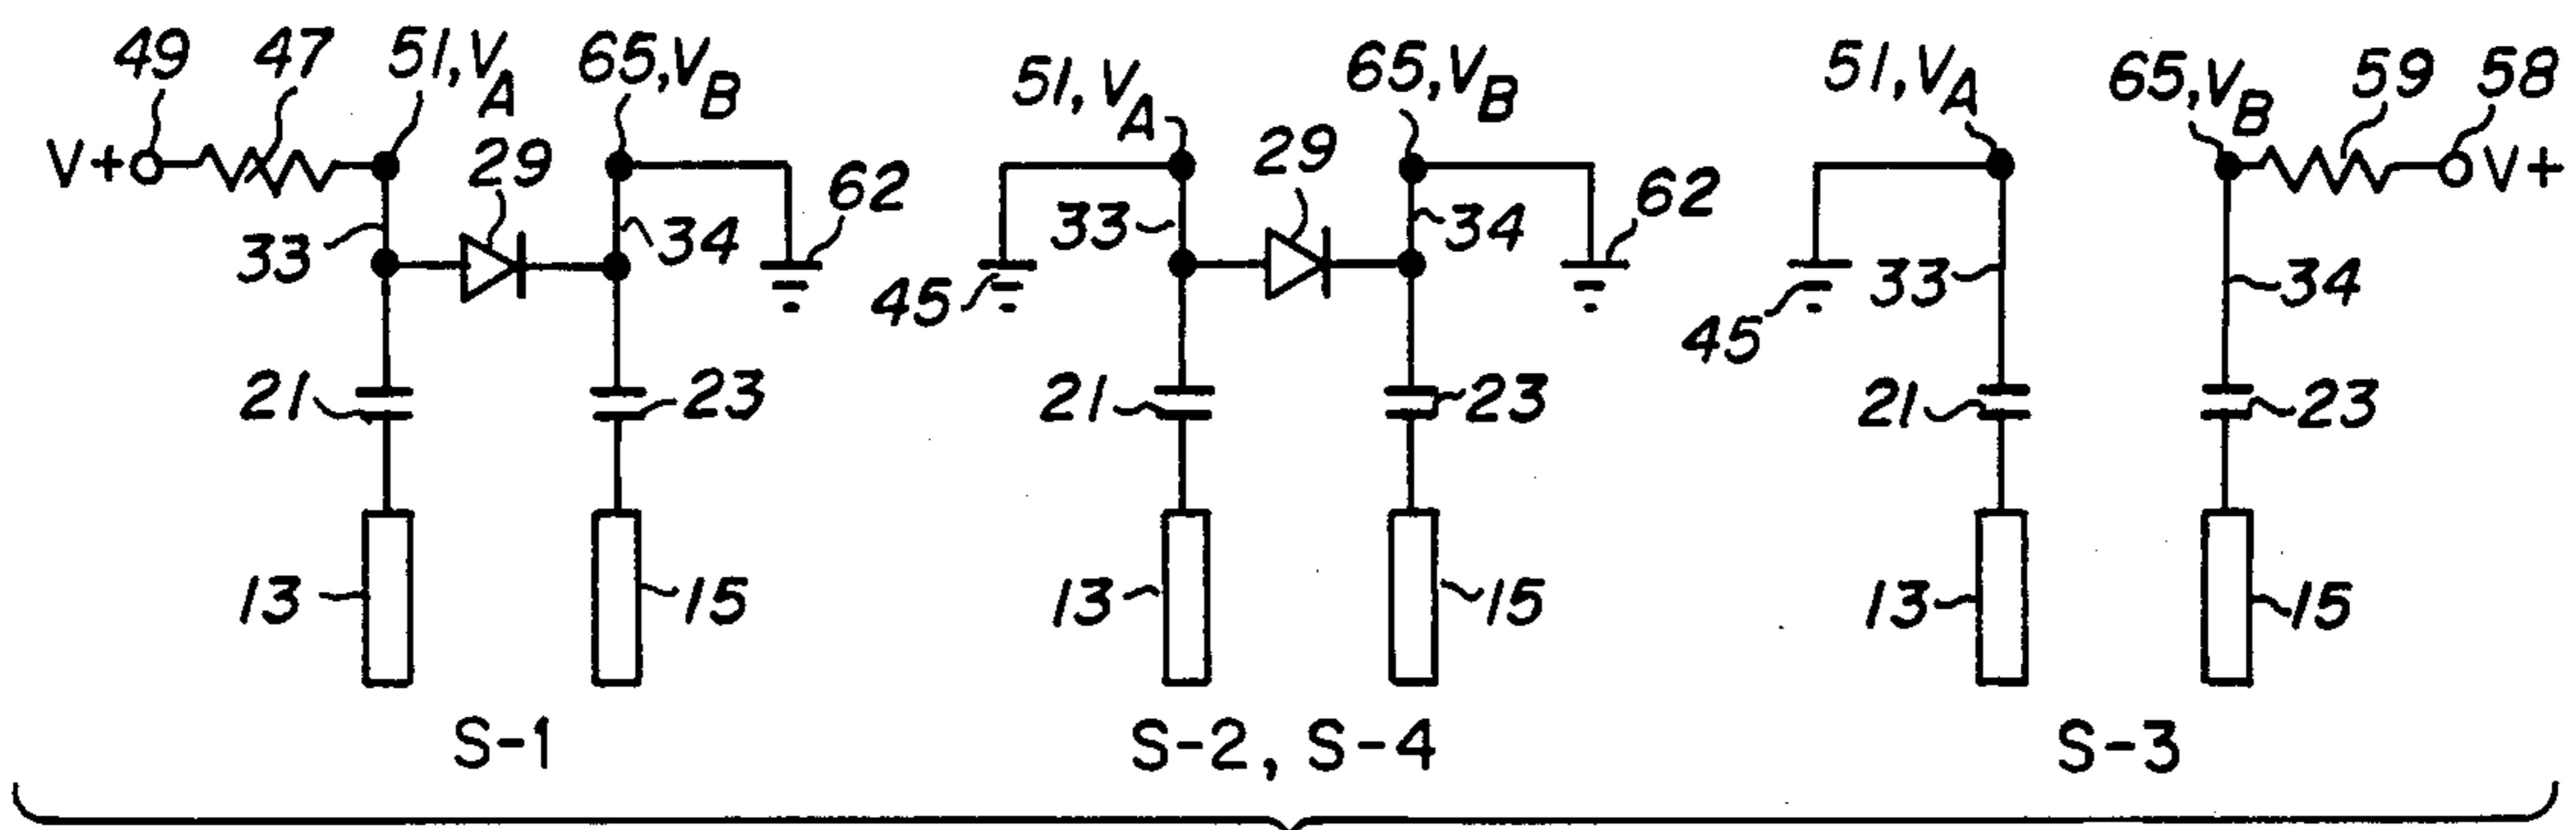 49 47 51, VA 65, VB
V+ 29 62
33 34
21 23
13 15
S-1
51, VA 65, VB
29 62
33 34
45
21 23
13 15
S-2, S-4
51, VA 65, VB 59 58
V+
45 33 34
21 23
13 15
S-3